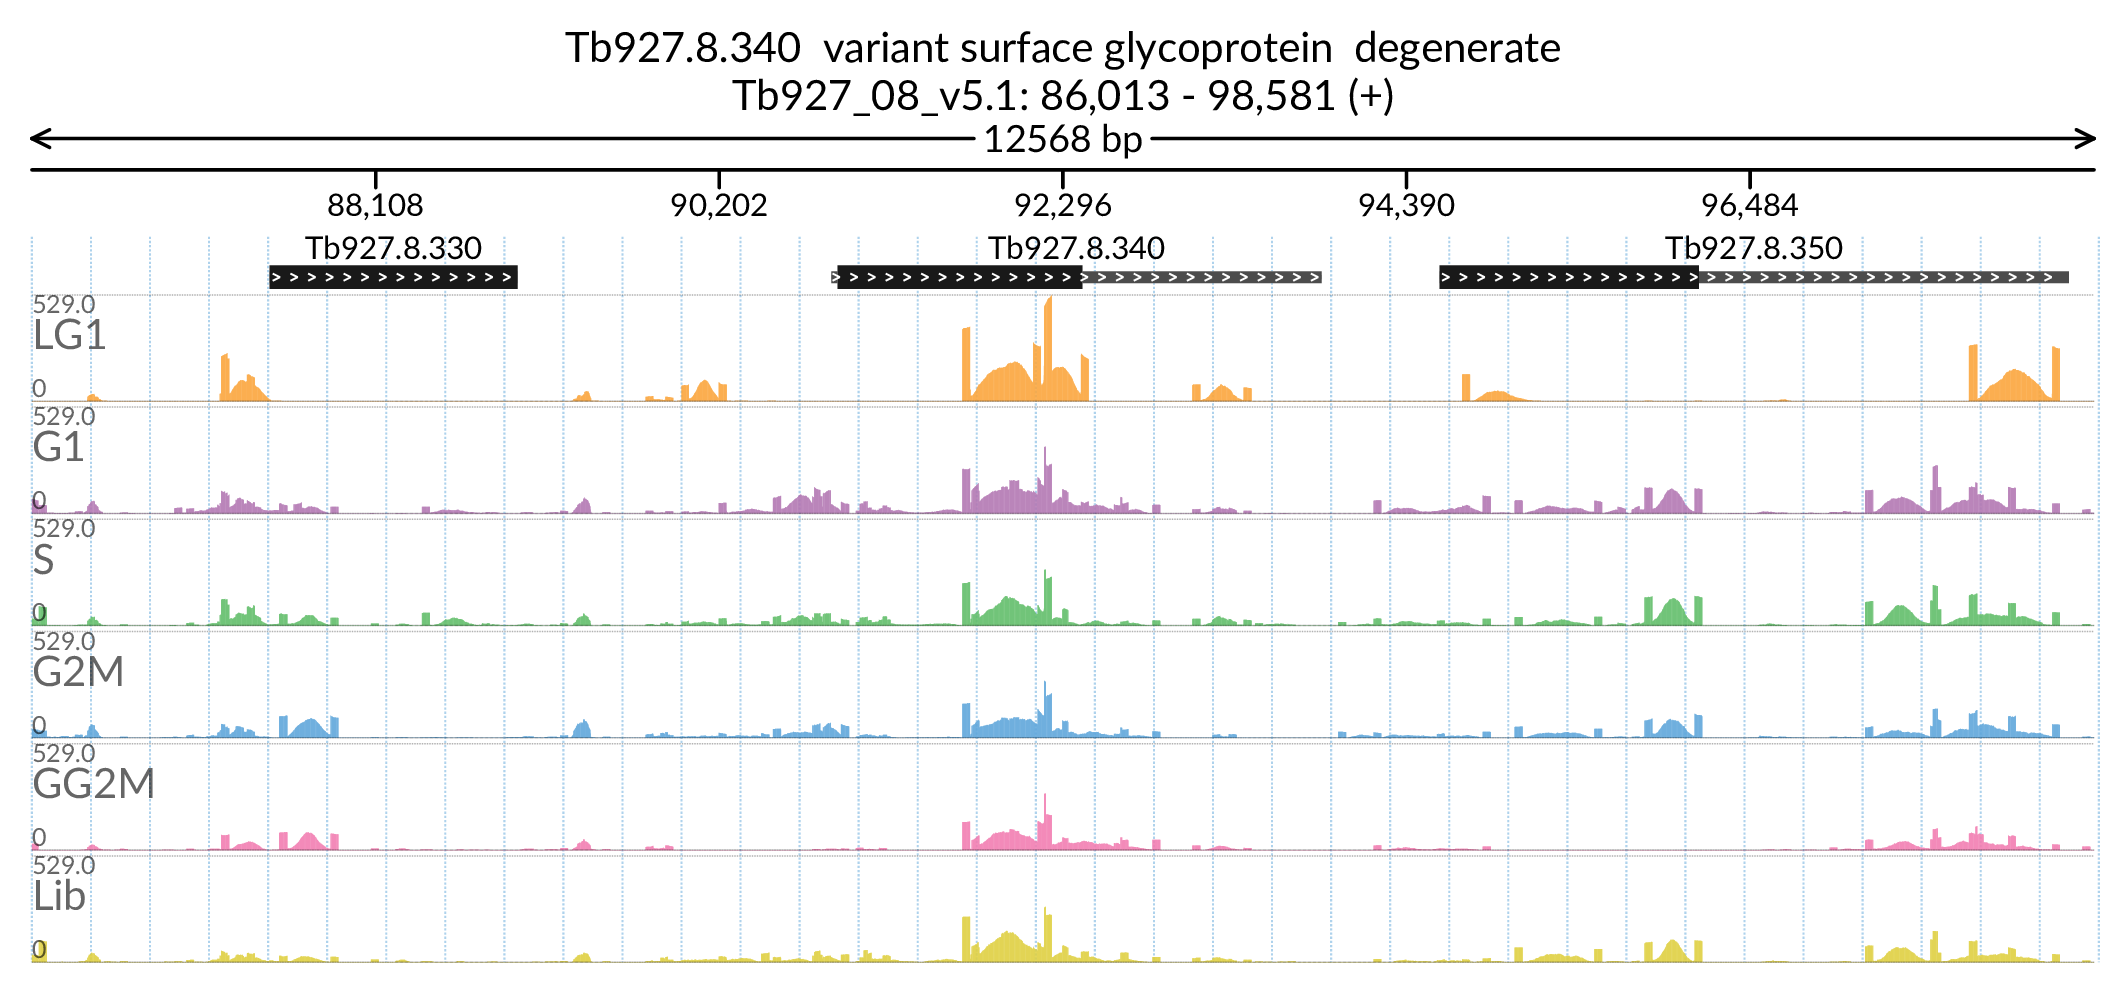 Tb927.8.340  variant surface glycoprotein  degenerate
Tb927_08_v5.1: 86,013 - 98,581 (+)
12568 bp
88,108 90,202 92,296 94,390 96,484
Tb927.8.330 Tb927.8.340 Tb927.8.350
529.0
LG1
0
529.0
G1
0
529.0
S
0
529.0
G2M
0
529.0
GG2M
0
529.0
Lib
0